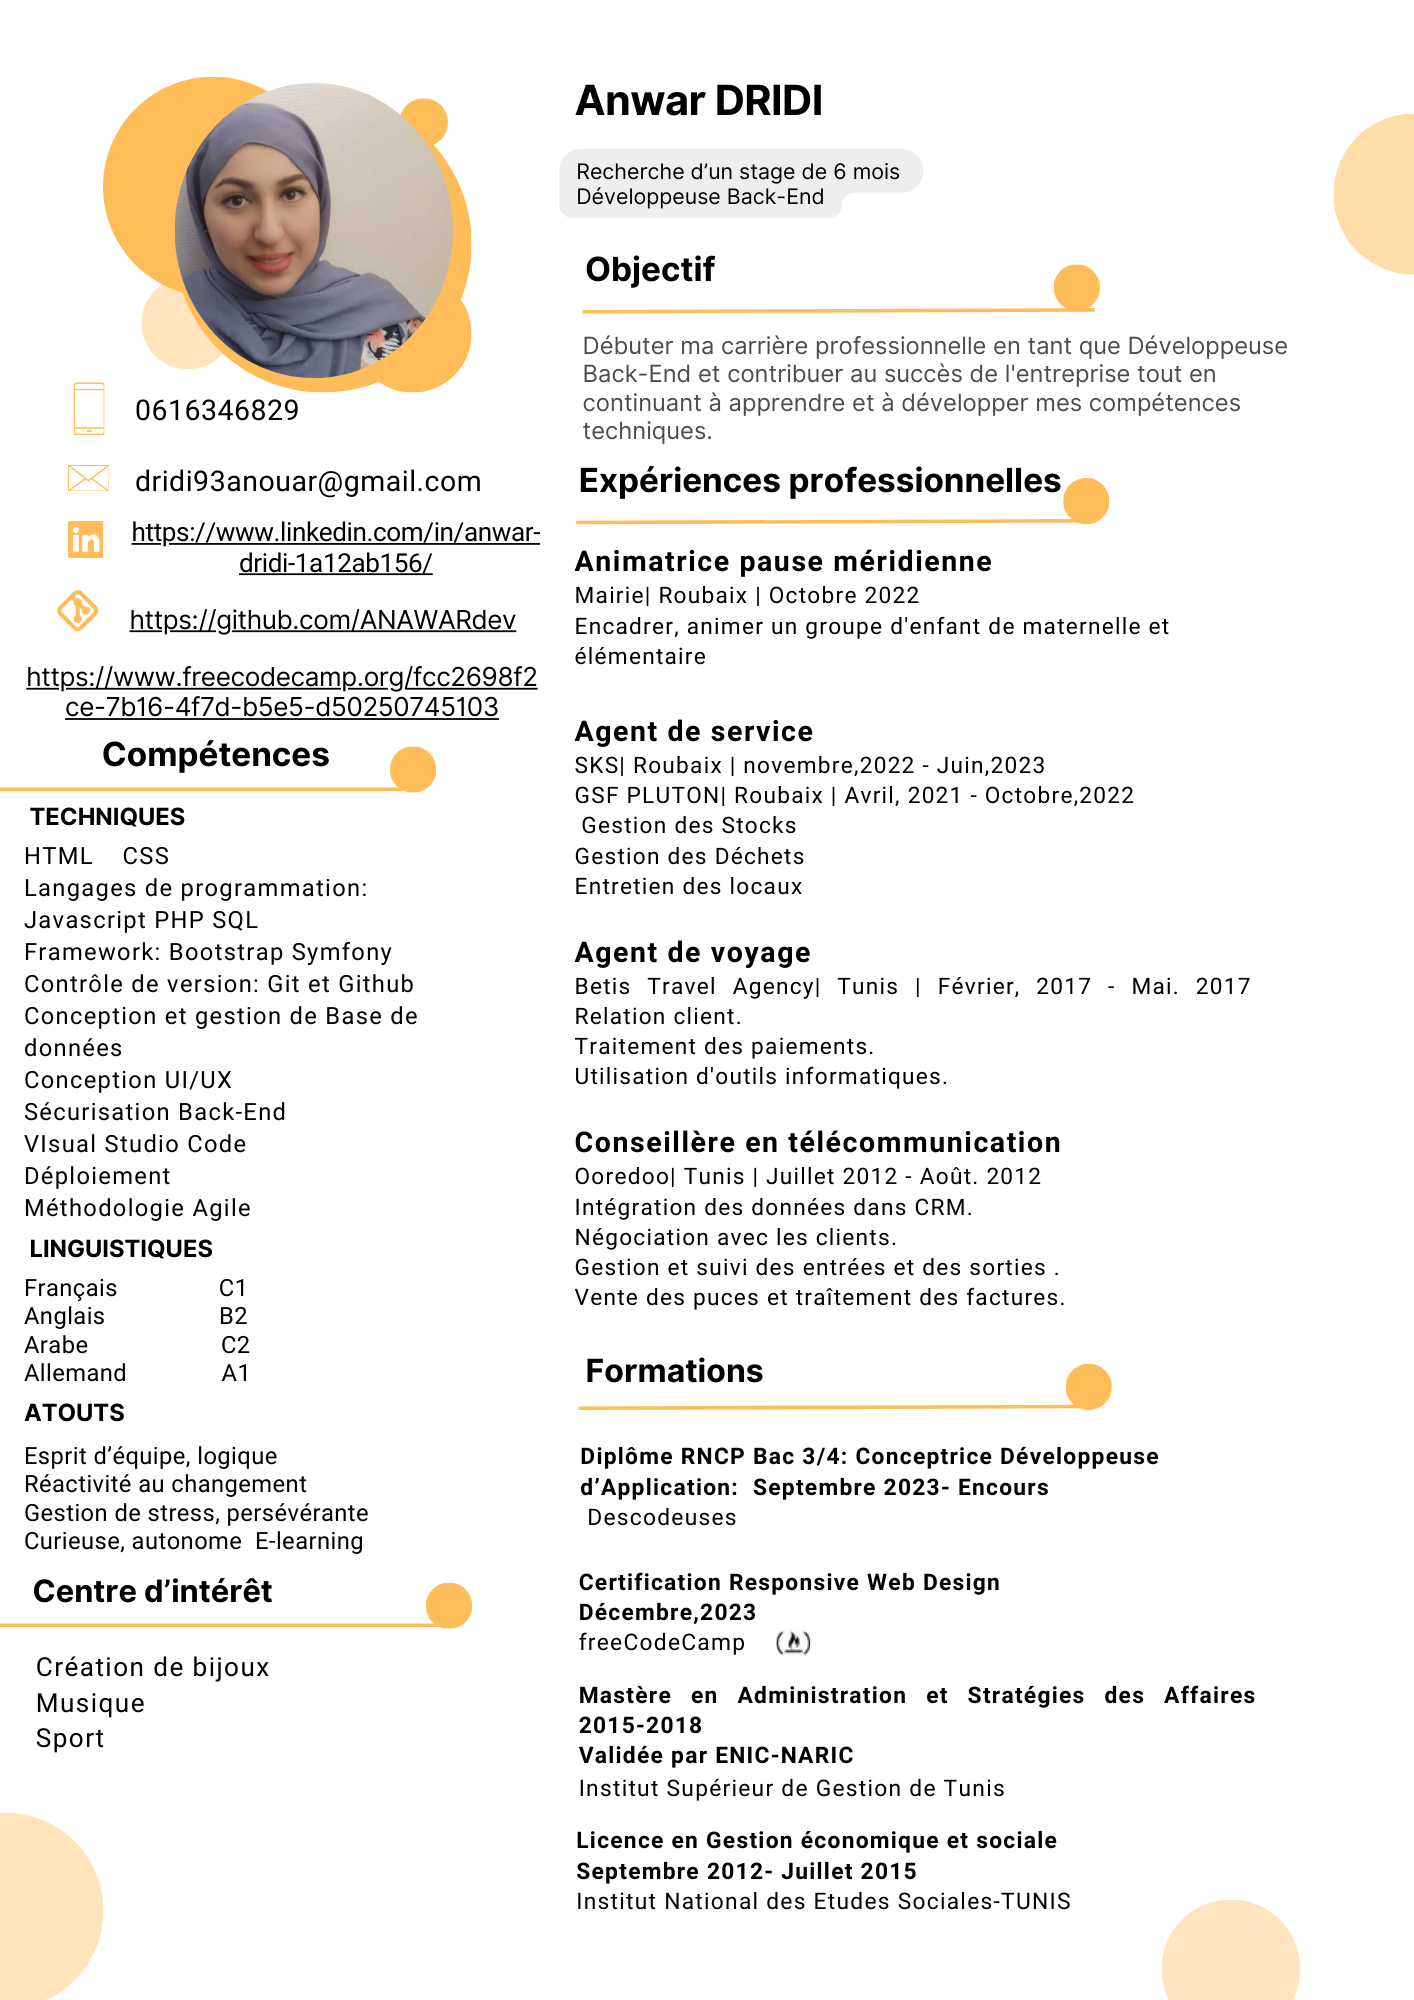 Anwar DRIDI
Recherche d’un stage de 6 mois
Développeuse Back-End
0616346829
dridi93anouar@gmail.com
https://www.linkedin.com/in/anwar-
dridi-1a12ab156/
https://github.com/ANAWARdev
https://www.freecodecamp.org/fcc2698f2
ce-7b16-4f7d-b5e5-d50250745103
Compétences
TECHNIQUES
HTML CSS
Langages de programmation:
Javascript PHP SQL
Framework: Bootstrap Symfony
Contrôle de version: Git et Github
Conception et gestion de Base de
données
Conception UI/UX
Sécurisation Back-End
VIsual Studio Code
Déploiement
Méthodologie Agile
LINGUISTIQUES
Français C1
Anglais B2
Arabe C2
Allemand A1
ATOUTS
Esprit d’équipe, logique
Réactivité au changement
Gestion de stress, persévérante
Curieuse, autonome E-learning
Centre d’intérêt
Création de bijoux
Musique
Sport
Objectif
Débuter ma carrière professionnelle en tant que Développeuse
Back-End et contribuer au succès de l'entreprise tout en
continuant à apprendre et à développer mes compétences
techniques.
Expériences professionnelles
Animatrice pause méridienne
Mairie| Roubaix | Octobre 2022
Encadrer, animer un groupe d'enfant de maternelle et
élémentaire
Agent de service
SKS| Roubaix | novembre,2022 - Juin,2023
GSF PLUTON| Roubaix | Avril, 2021 - Octobre,2022
Gestion des Stocks
Gestion des Déchets
Entretien des locaux
Agent de voyage
Betis Travel Agency| Tunis | Février, 2017 - Mai. 2017
Relation client.
Traitement des paiements.
Utilisation d'outils informatiques.
Conseillère en télécommunication
Ooredoo| Tunis | Juillet 2012 - Août. 2012
Intégration des données dans CRM.
Négociation avec les clients.
Gestion et suivi des entrées et des sorties .
Vente des puces et traîtement des factures.
Formations
Diplôme RNCP Bac 3/4: Conceptrice Développeuse
d’Application: Septembre 2023- Encours
Descodeuses
Certification Responsive Web Design
Décembre,2023
freeCodeCamp
Mastère en Administration et Stratégies des Affaires
2015-2018
Validée par ENIC-NARIC
Institut Supérieur de Gestion de Tunis
Licence en Gestion économique et sociale
Septembre 2012- Juillet 2015
Institut National des Etudes Sociales-TUNIS